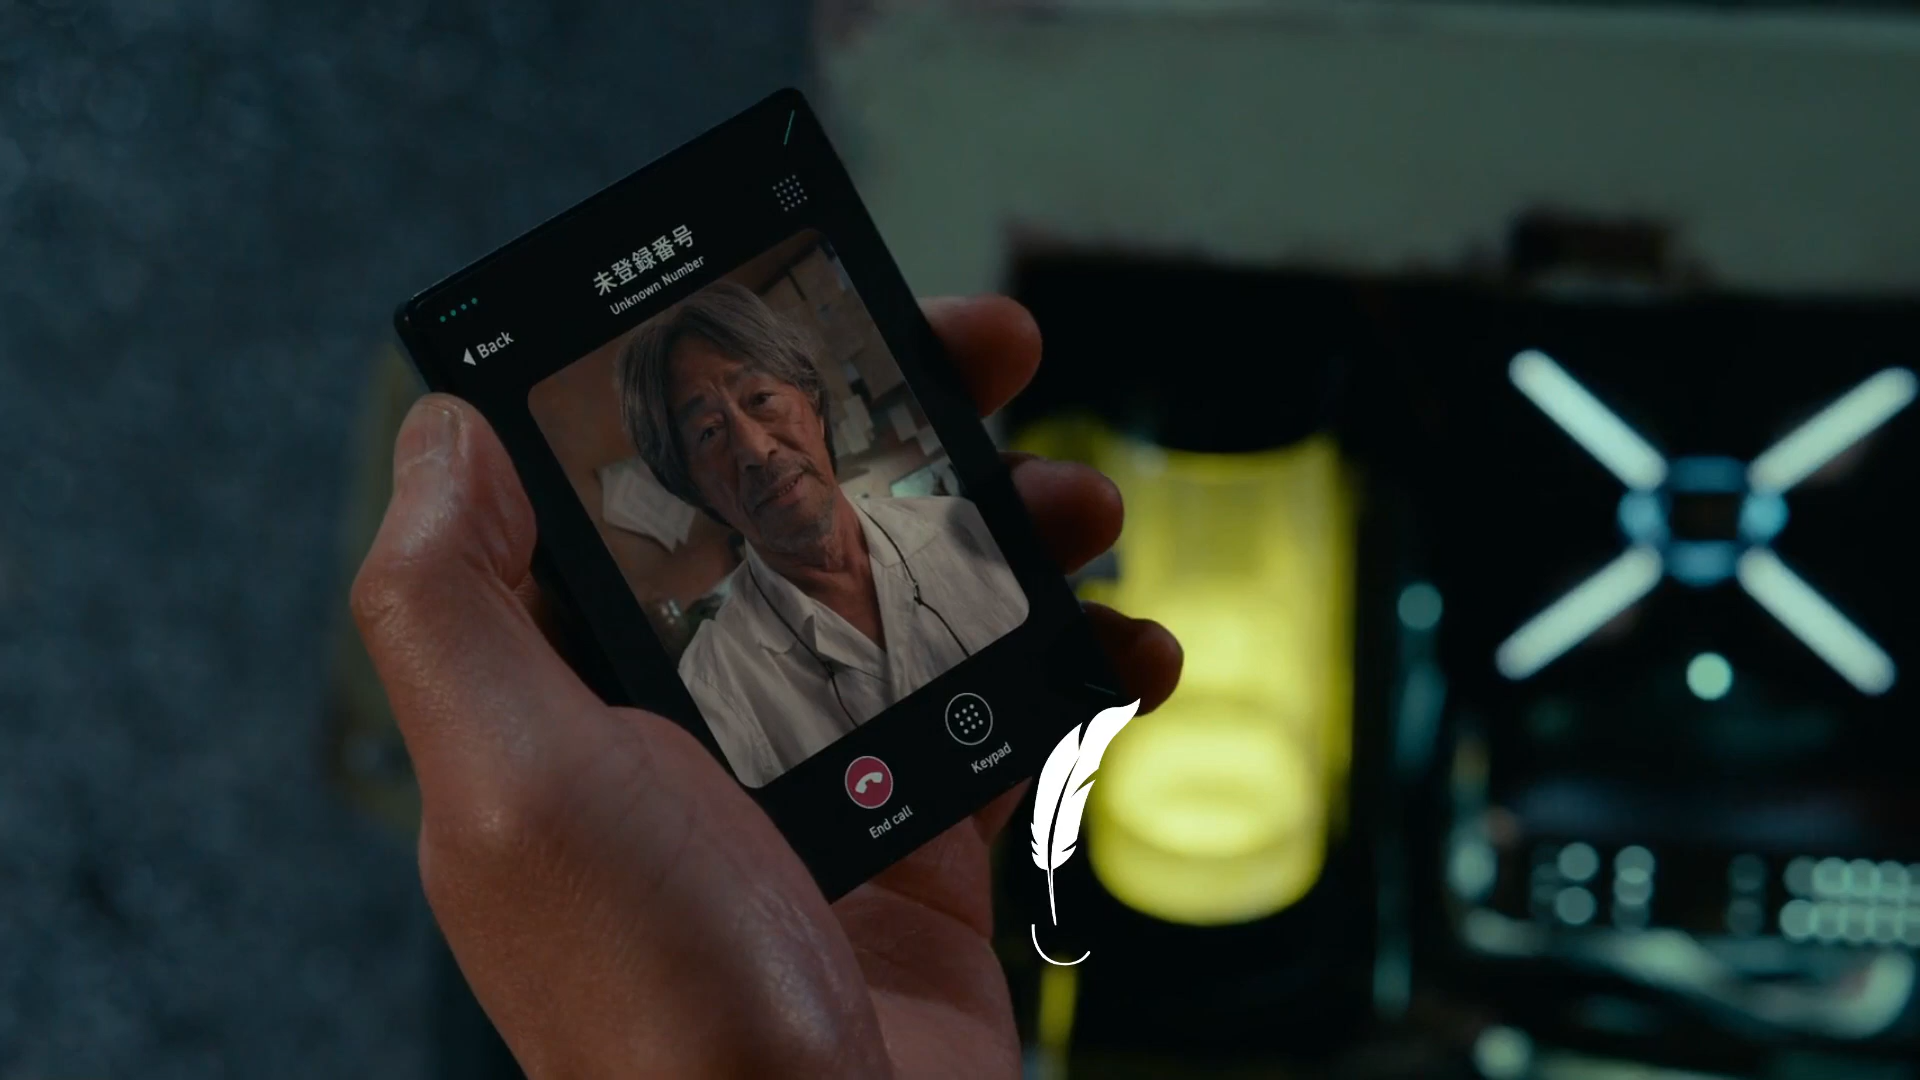 未登録番号
Unknown Number
Back
End call
Keypad